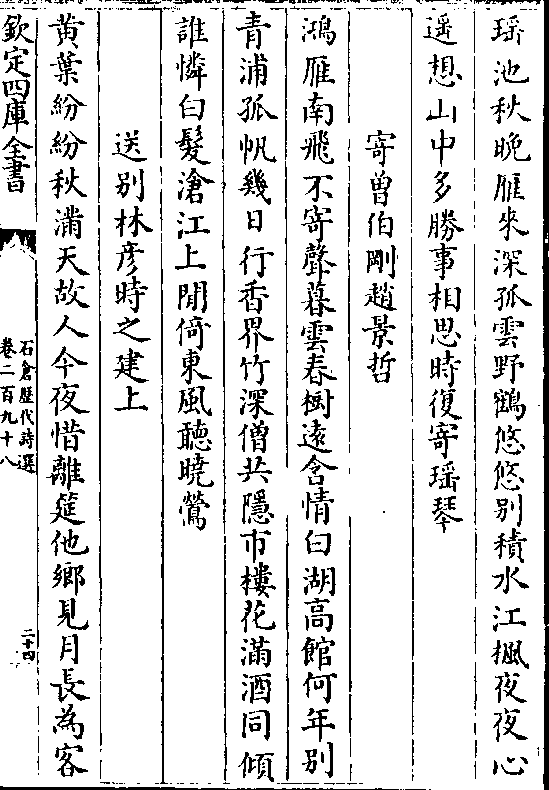 瑶池秋晚雁来深孤雲野鶴悠悠别積水江楓夜夜心
遥想山中多勝事相思時復寄瑶琴
寄曾伯剛趙景哲
鴻雁南飛不寄聲暮雲春樹逺含情白湖高館何年别
青浦孤帆幾日行香界竹深僧共隱市樓花滿酒同傾
誰憐白髮滄江上閒倚東風聽曉鶯
送别林彦時之建上
黄葉紛紛秋滿天故人今夜惜離筵他鄉見月長為客
欽定四庫全書
石倉歴代詩選
卷二百九十八
二十四